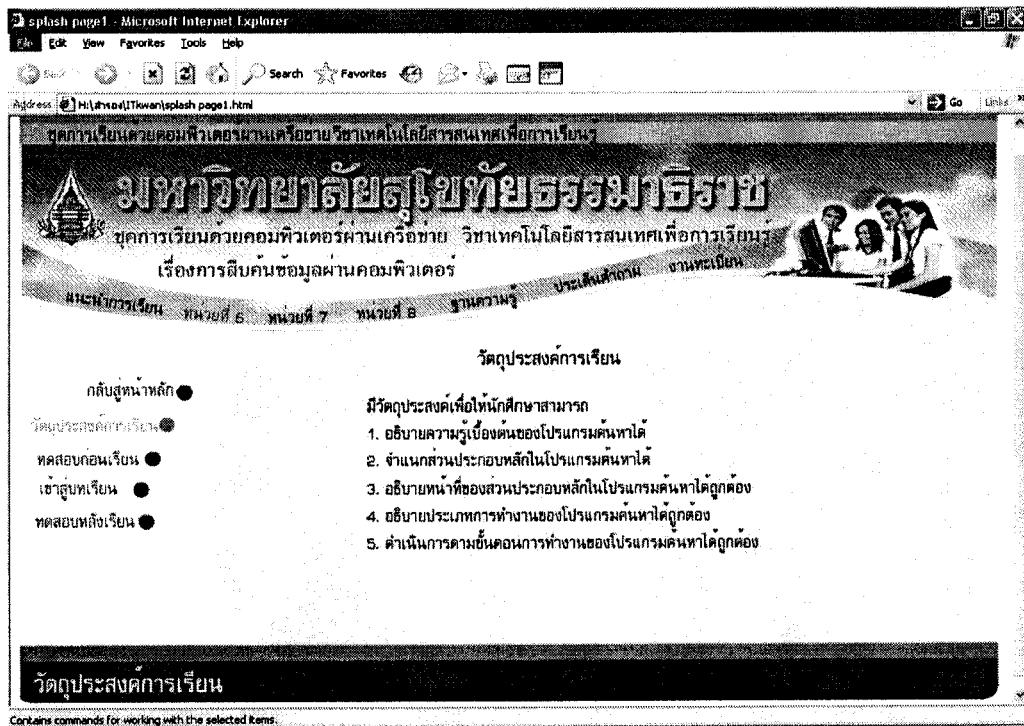 splash page1 - Microsoft Internet Explorer
File Edit View Favorites Tools Help
Back Search Favorites
Address H:\สำรอง\ITkwan\splash page1.html Go Links
ชุดการเรียนด้วยคอมพิวเตอร์ผ่านเครือข่าย วิชาเทคโนโลยีสารสนเทศเพื่อการเรียนรู้
มหาวิทยาลัยสุโขทัยธรรมาธิราช
ชุดการเรียนด้วยคอมพิวเตอร์ผ่านเครือข่าย วิชาเทคโนโลยีสารสนเทศเพื่อการเรียนรู้
เรื่องการสืบค้นข้อมูลผ่านคอมพิวเตอร์
แนะนำการเรียน หน่วยที่ 6 หน่วยที่ 7 หน่วยที่ 8 ฐานความรู้ ประเด็นคำถาม งานทะเบียน
กลับสู่หน้าหลัก
วัตถุประสงค์การเรียน
ทดสอบก่อนเรียน
เข้าสู่บทเรียน
ทดสอบหลังเรียน
วัตถุประสงค์การเรียน
มีวัตถุประสงค์เพื่อให้นักศึกษาสามารถ
1. อธิบายความรู้เบื้องต้นของโปรแกรมค้นหาได้
2. จำแนกส่วนประกอบหลักในโปรแกรมค้นหาได้
3. อธิบายหน้าที่ของส่วนประกอบหลักในโปรแกรมค้นหาได้ถูกต้อง
4. อธิบายประเภทการทำงานของโปรแกรมค้นหาได้ถูกต้อง
5. ดำเนินการตามขั้นตอนการทำงานของโปรแกรมค้นหาได้ถูกต้อง
วัตถุประสงค์การเรียน
Contains commands for working with the selected items.